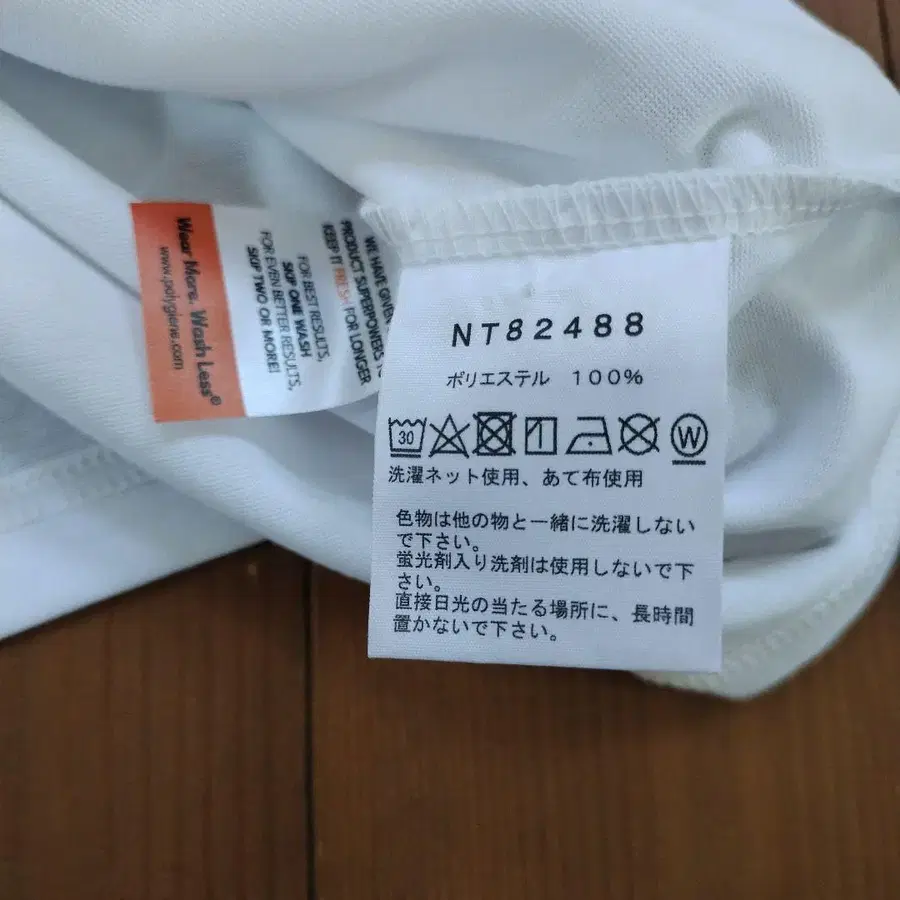 NT82488
ポリエステル 100%
30
W
洗濯ネット使用、あて布使用
色物は他の物と一緒に洗濯しない
で下さい。
蛍光剤入り洗剤は使用しないで下
さい。
直接日光の当たる場所に、長時間
置かないで下さい。
WE HAVE GIVEN
PRODUCT SUPERPOWERS
KEEP IT FRESH FOR LONGER
FOR BEST RESULTS,
SKIP ONE WASH
FOR EVEN BETTER RESULTS,
SKIP TWO OR MORE!
Wear More. Wash Less®
www.polygiene.com